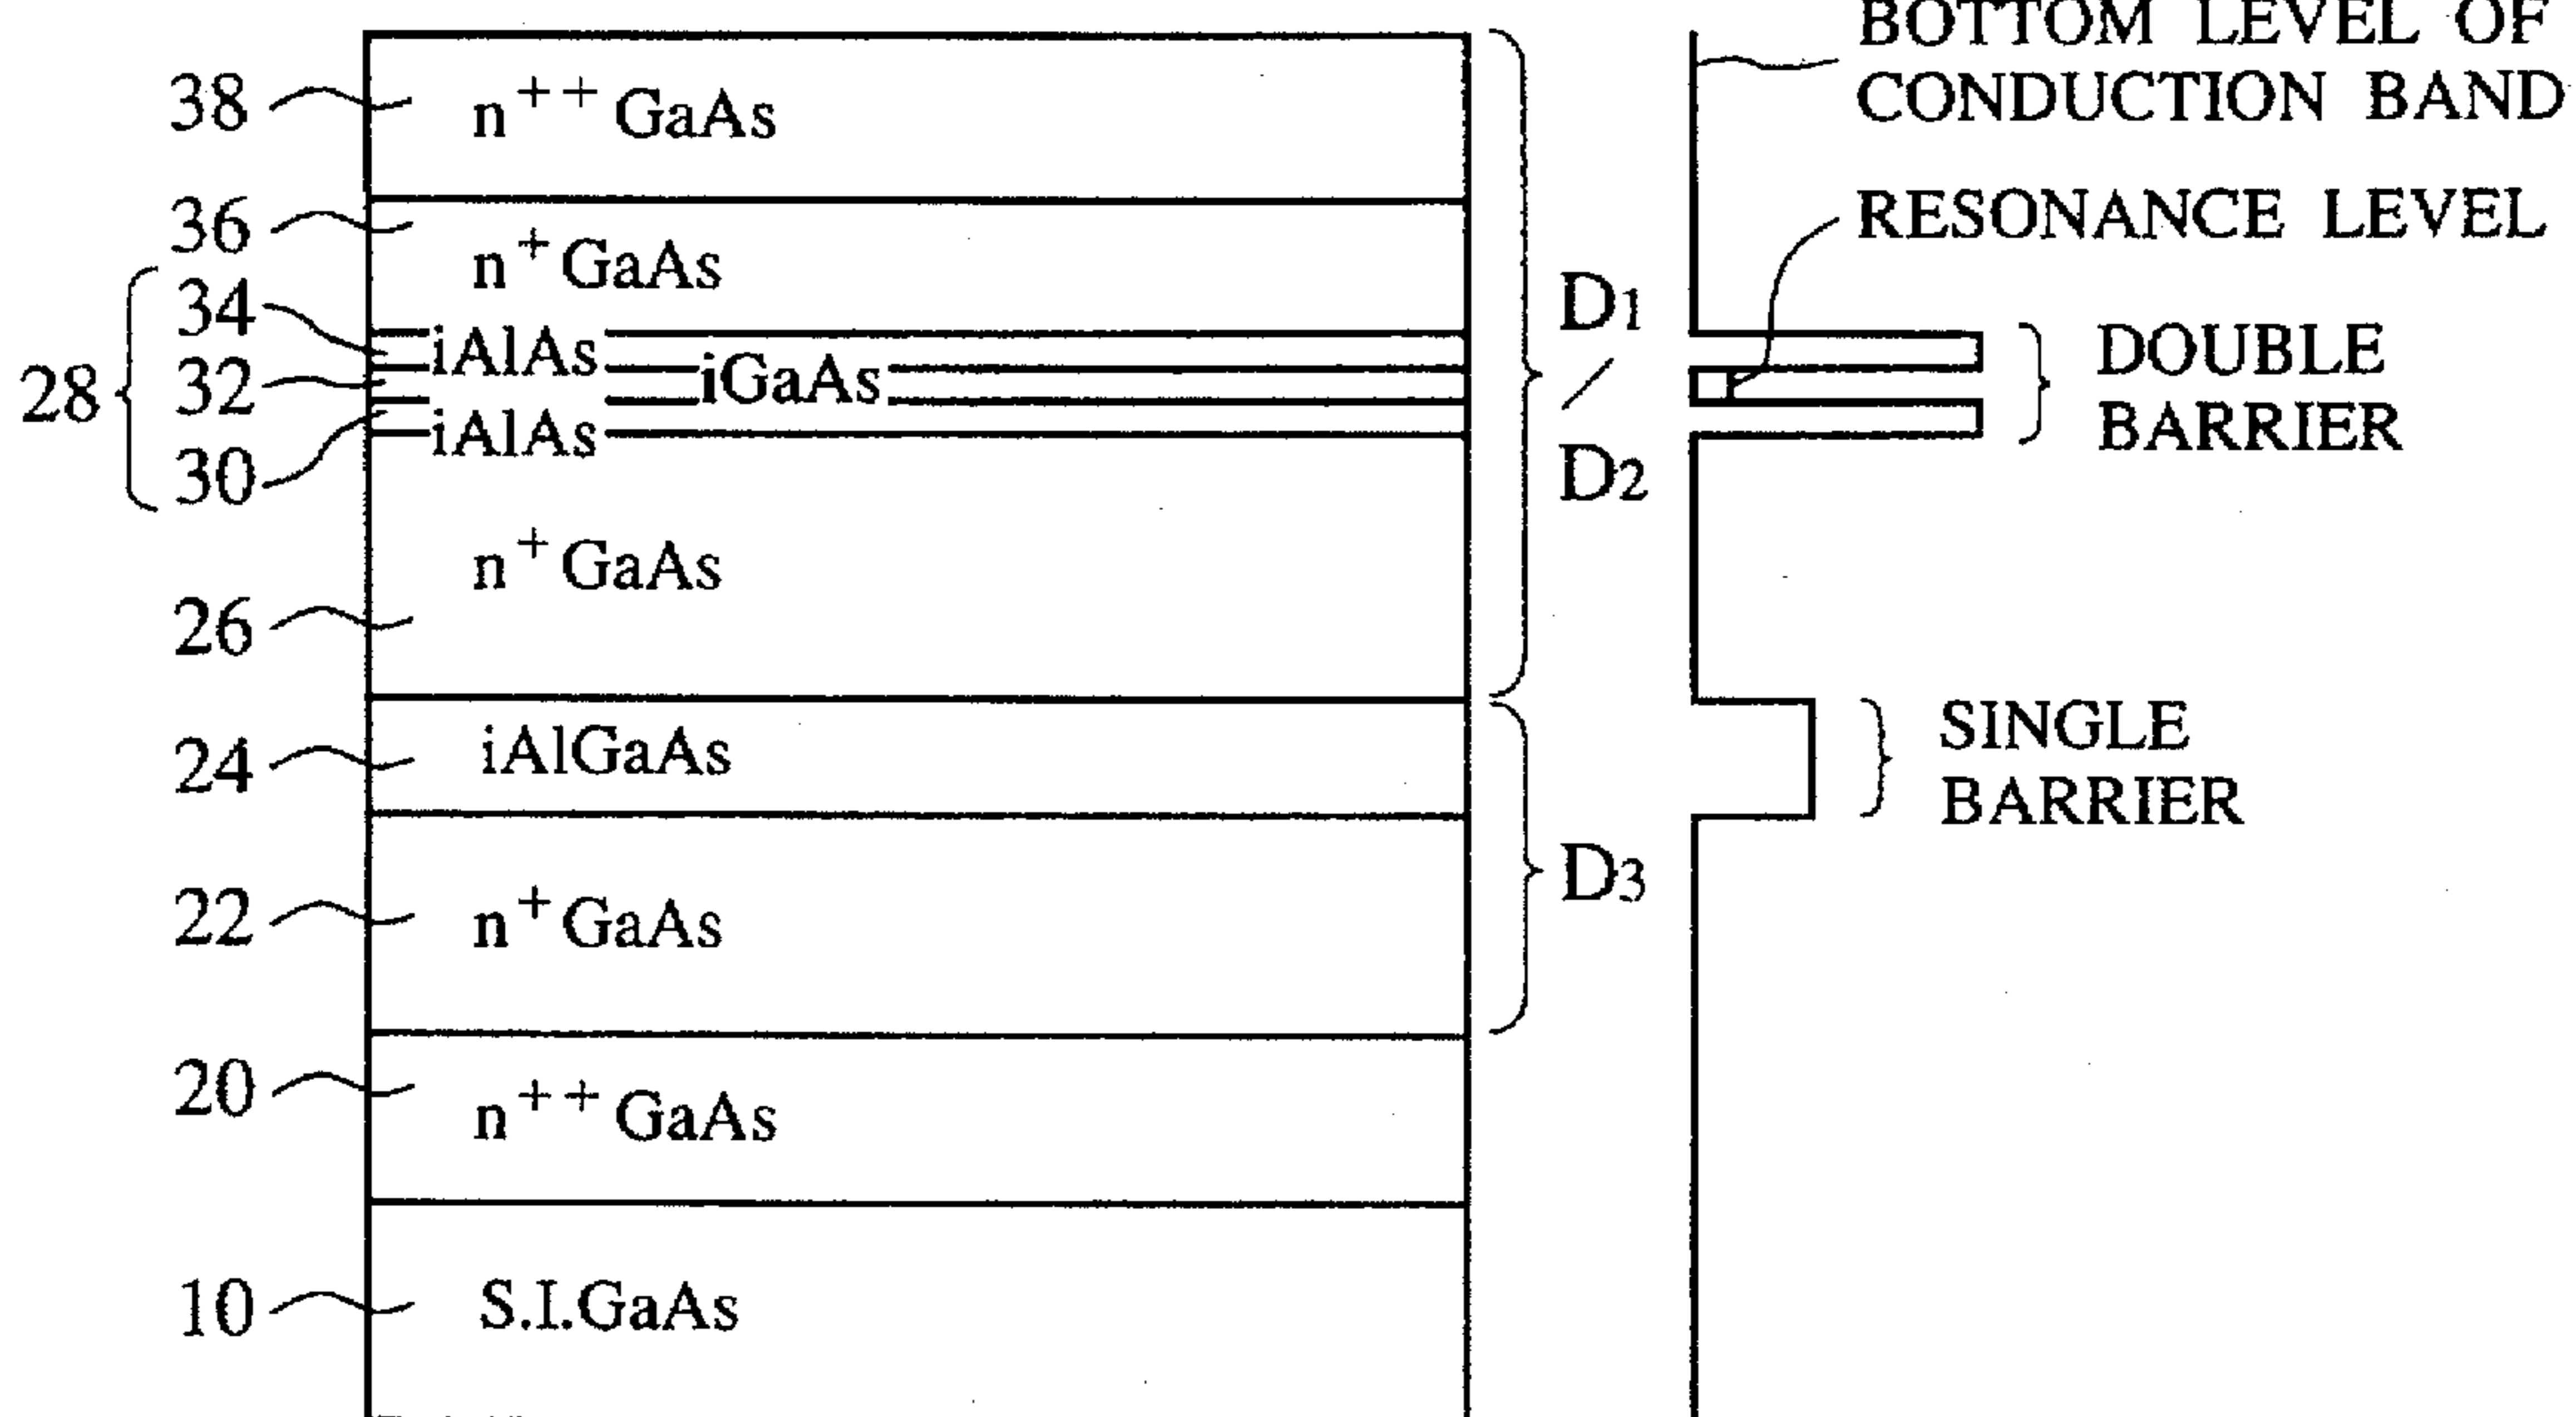 BOTTOM LEVEL OF
CONDUCTION BAND
38
n++GaAs
36
n+GaAs
RESONANCE LEVEL
28
34
iAlAs
32
iGaAs
30
iAlAs
D1
/
D2
DOUBLE
BARRIER
n+GaAs
26
24
iAlGaAs
SINGLE
BARRIER
22
n+GaAs
D3
20
n++GaAs
10
S.I.GaAs